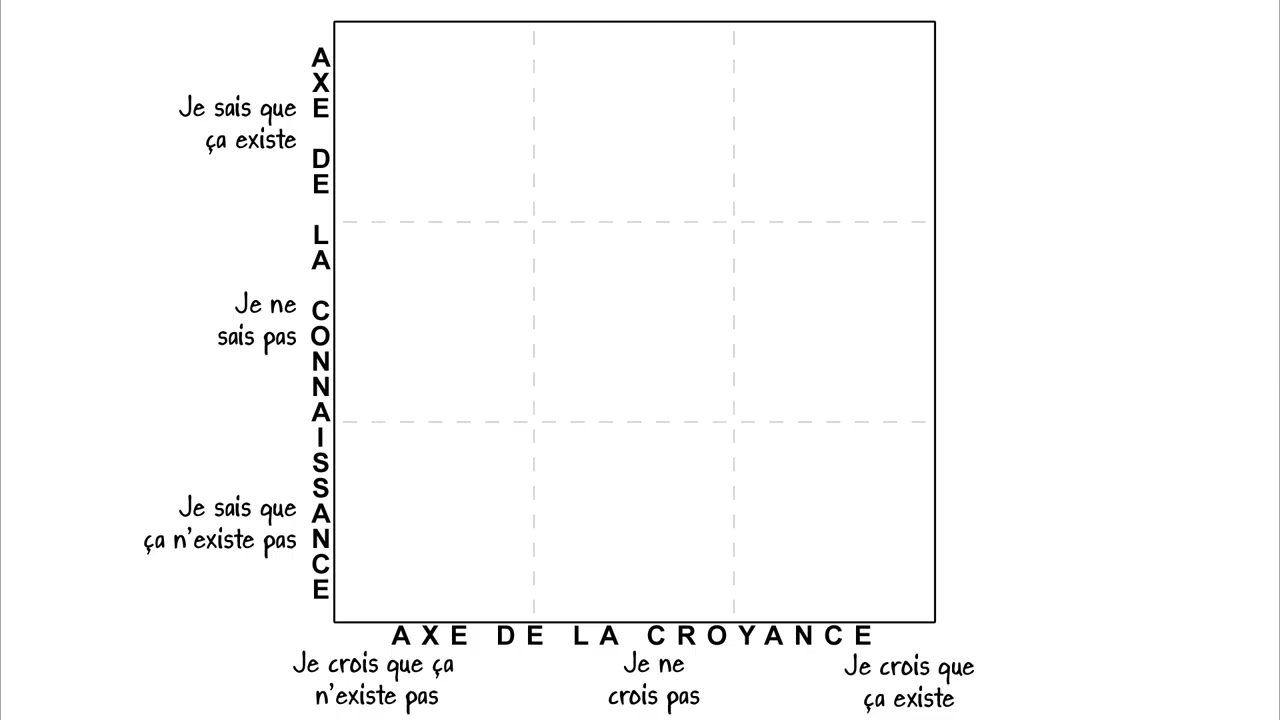 AXE DE LA CONNAISSANCE
Je sais que
ça existe
Je ne
sais pas
Je sais que
ça n'existe pas
AXE DE LA CROYANCE
Je crois que ça
n'existe pas
Je ne
crois pas
Je crois que
ça existe